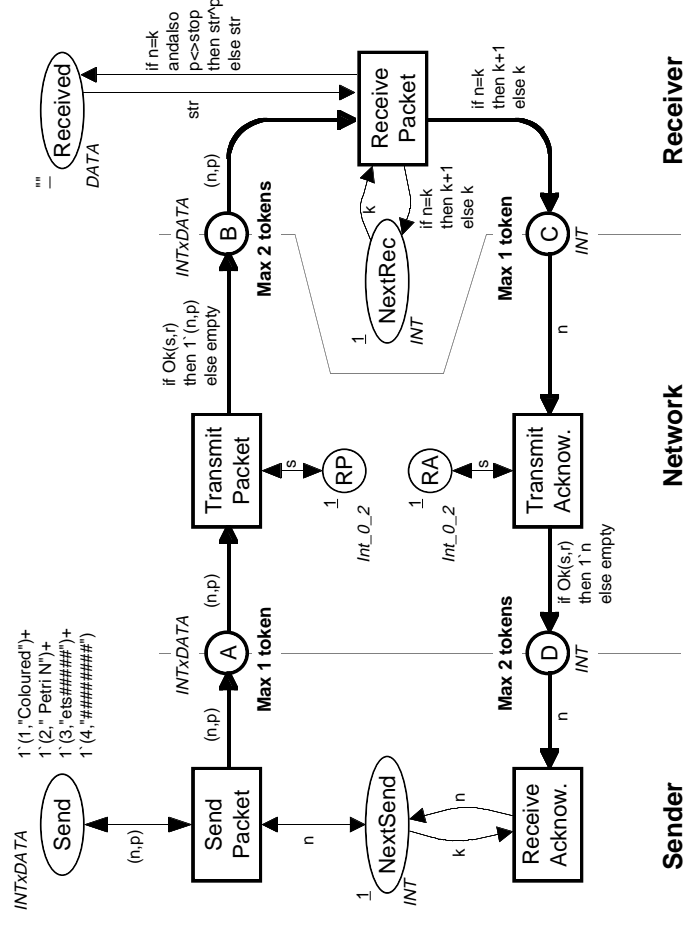 INTxDATA
Send
1`(1,"Coloured")+
1`(2," Petri N")+
1`(3,"ets#####")+
1`(4,"########")
(n,p)
Send
Packet
(n,p)
INTxDATA
A
Max 1 token
(n,p)
Transmit
Packet
if Ok(s,r)
then 1`(n,p)
else empty
INTxDATA
B
Max 2 tokens
(n,p)
""
Received
DATA
str
if n=k
andalso
p<>stop
then str^p
else str
Receive
Packet
n
1
NextSend
INT
k
n
s
1
RP
Int_0_2
1
RA
Int_0_2
s
1
NextRec
INT
k
if n=k
then k+1
else k
if n=k
then k+1
else k
Receive
Acknow.
n
Max 2 tokens
D
INT
if Ok(s,r)
then 1`n
else empty
Transmit
Acknow.
n
Max 1 token
C
INT
Sender
Network
Receiver